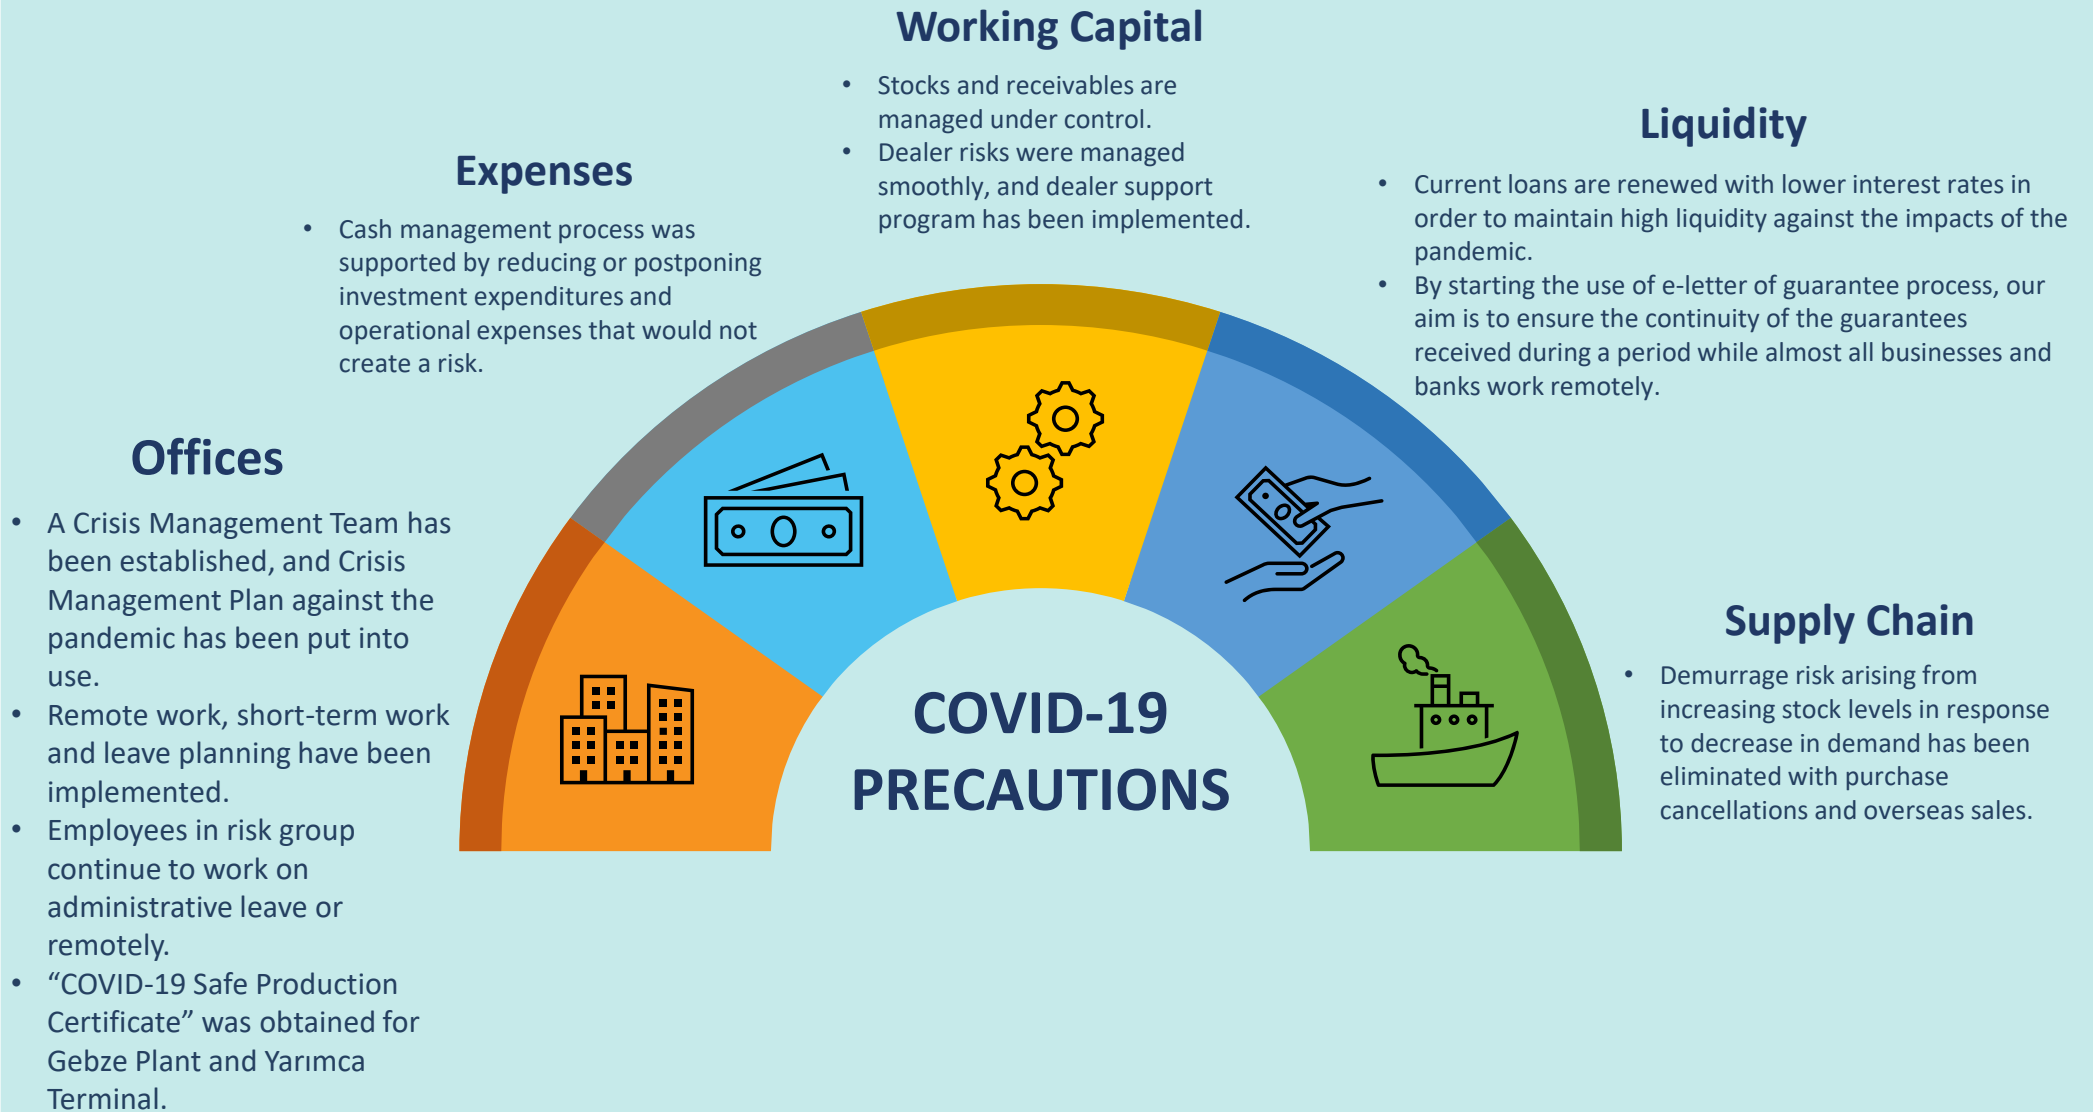 Working Capital
• Stocks and receivables are
managed under control.
• Dealer risks were managed
smoothly, and dealer support
program has been implemented.
Liquidity
• Current loans are renewed with lower interest rates in
order to maintain high liquidity against the impacts of the
pandemic.
• By starting the use of e-letter of guarantee process, our
aim is to ensure the continuity of the guarantees
received during a period while almost all businesses and
banks work remotely.
Expenses
• Cash management process was
supported by reducing or postponing
investment expenditures and
operational expenses that would not
create a risk.
Offices
• A Crisis Management Team has
been established, and Crisis
Management Plan against the
pandemic has been put into
use.
• Remote work, short-term work
and leave planning have been
implemented.
• Employees in risk group
continue to work on
administrative leave or
remotely.
• “COVID-19 Safe Production
Certificate” was obtained for
Gebze Plant and Yarımca
Terminal.
COVID-19
PRECAUTIONS
Supply Chain
• Demurrage risk arising from
increasing stock levels in response
to decrease in demand has been
eliminated with purchase
cancellations and overseas sales.